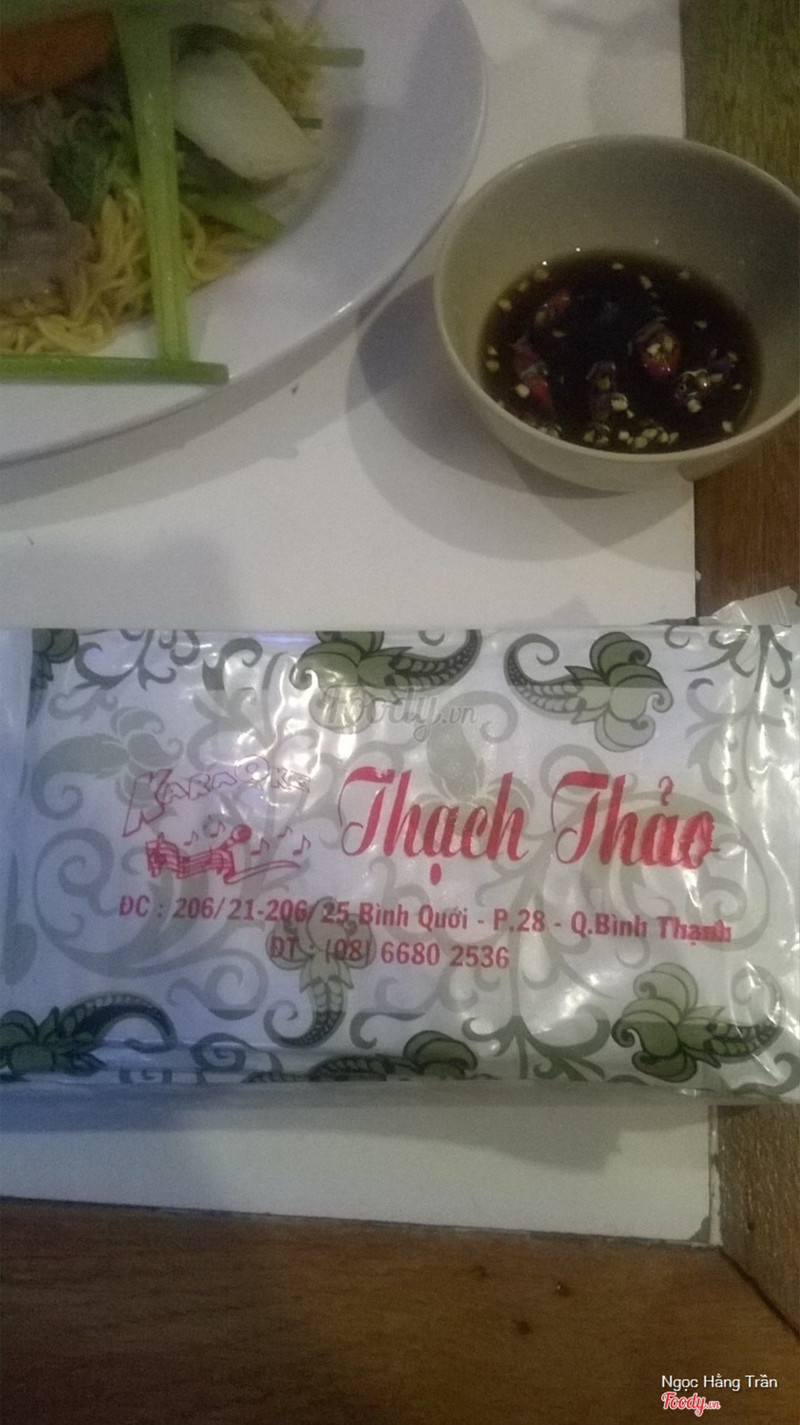 Foody.vn
KARAOKE
Thạch Thảo
ĐC : 206/21-206/25 Bình Quới - P.28 - Q.Bình Thạnh
ĐT : (08) 6680 2536
Ngọc Hằng Trần
Foody.vn